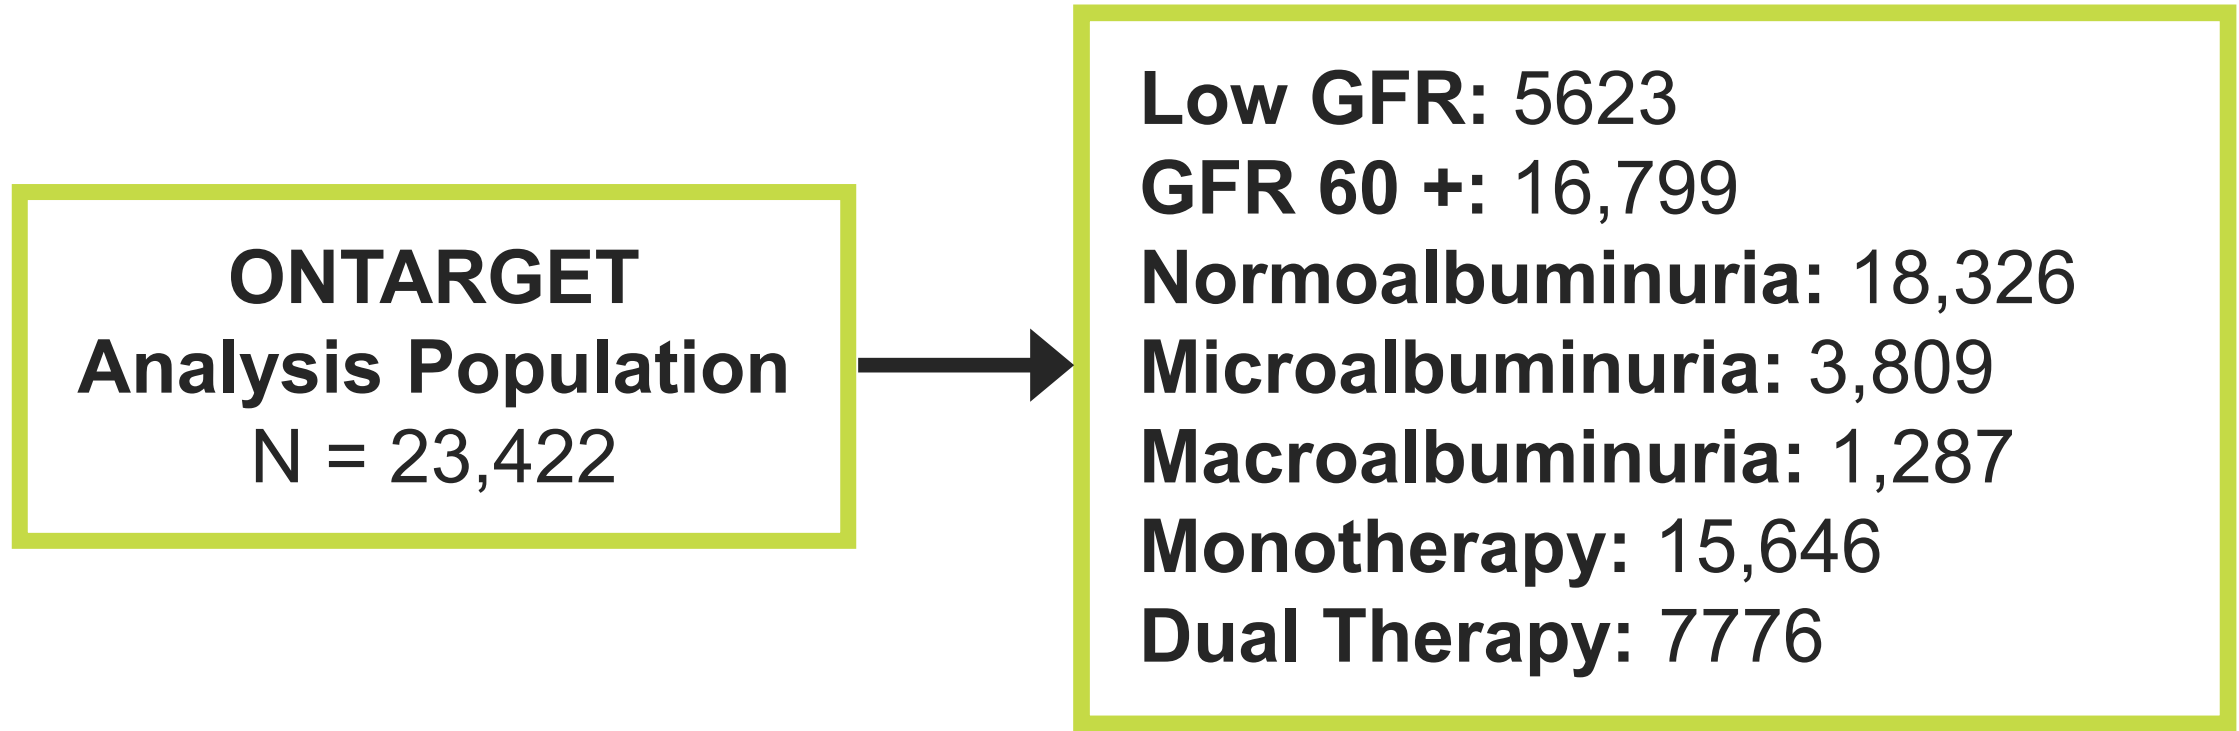 ONTARGET
Analysis Population
N = 23,422
Low GFR: 5623
GFR 60 +: 16,799
Normoalbuminuria: 18,326
Microalbuminuria: 3,809
Macroalbuminuria: 1,287
Monotherapy: 15,646
Dual Therapy: 7776